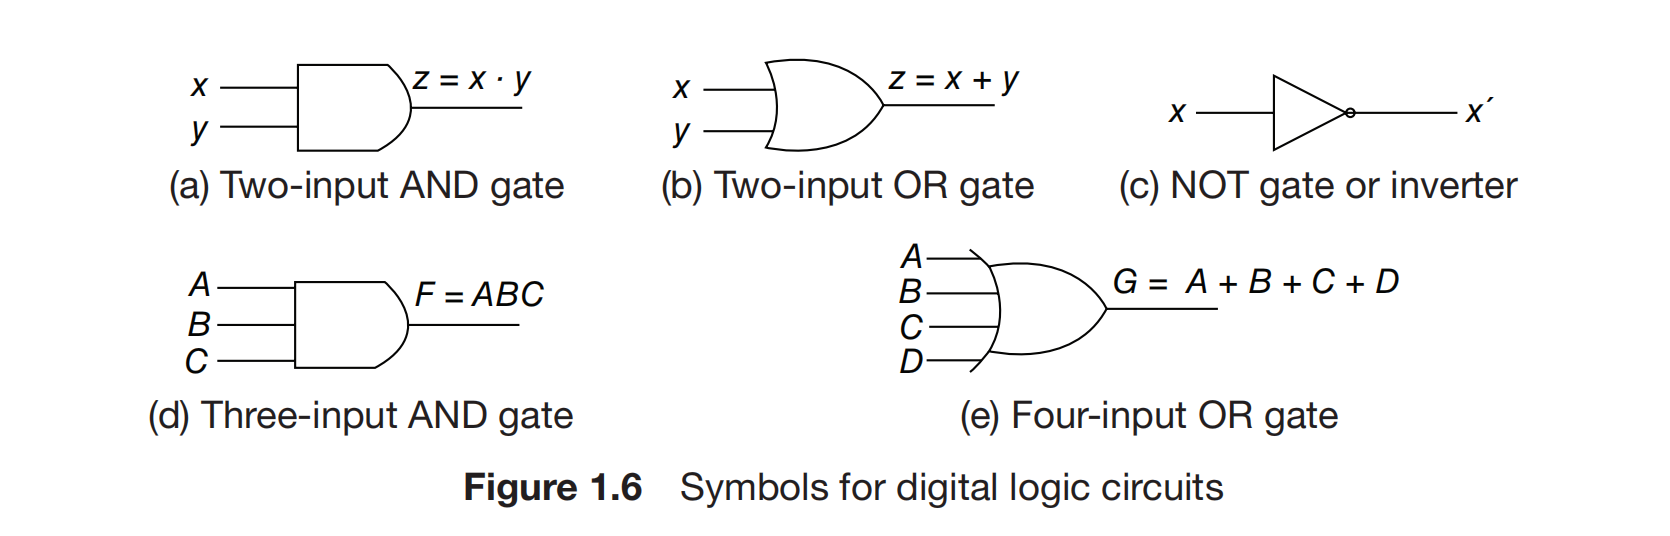 x
y
z = x · y
(a) Two-input AND gate
x
y
z = x + y
(b) Two-input OR gate
x
x′
(c) NOT gate or inverter
A
B
C
F = ABC
(d) Three-input AND gate
A
B
C
D
G = A + B + C + D
(e) Four-input OR gate
Figure 1.6 Symbols for digital logic circuits